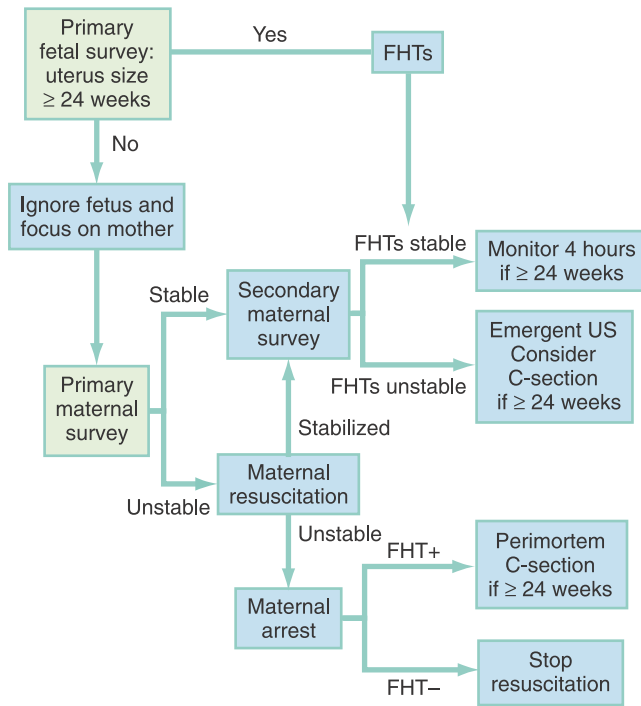 Primary
fetal survey:
uterus size
≥ 24 weeks
Yes
FHTs
No
Ignore fetus and
focus on mother
Primary
maternal
survey
Stable
Unstable
Secondary
maternal
survey
Stabilized
Maternal
resuscitation
Unstable
Maternal
arrest
FHTs stable
Monitor 4 hours
if ≥ 24 weeks
FHTs unstable
Emergent US
Consider
C-section
if ≥ 24 weeks
FHT+
Perimortem
C-section
if ≥ 24 weeks
FHT–
Stop
resuscitation